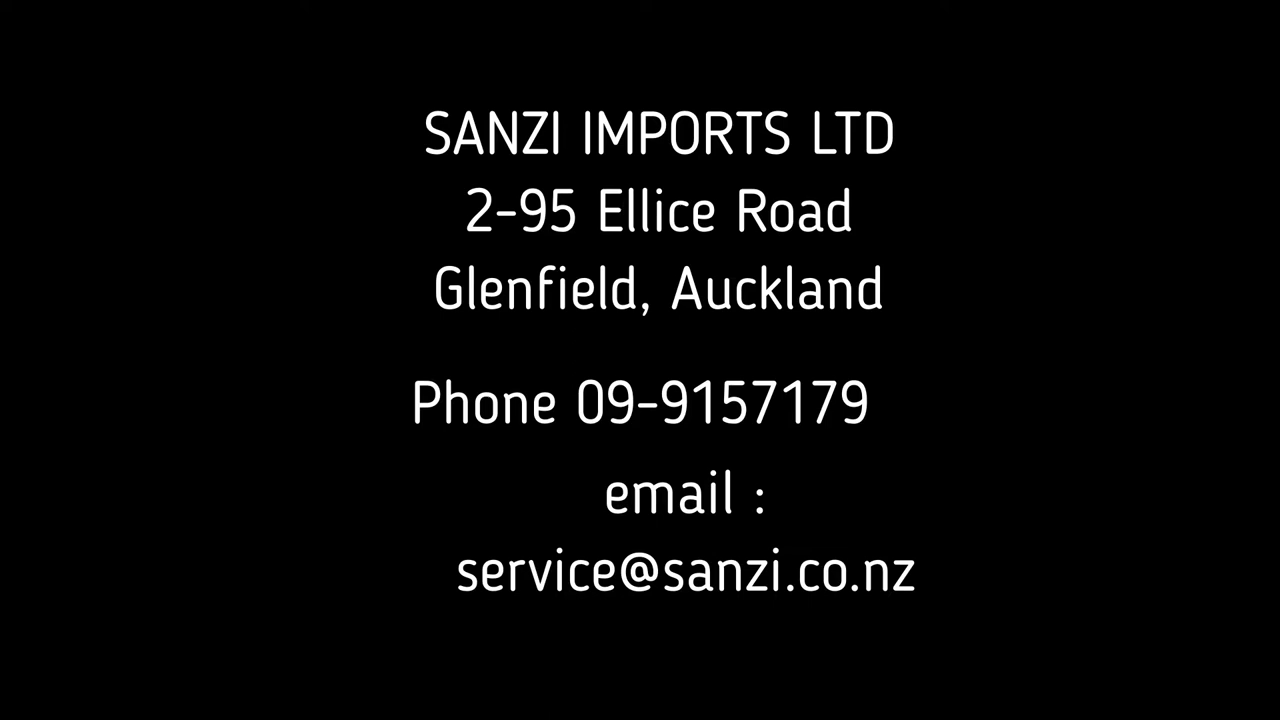 SANZI IMPORTS LTD
2-95 Ellice Road
Glenfield, Auckland
Phone 09-9157179
email :
service@sanzi.co.nz